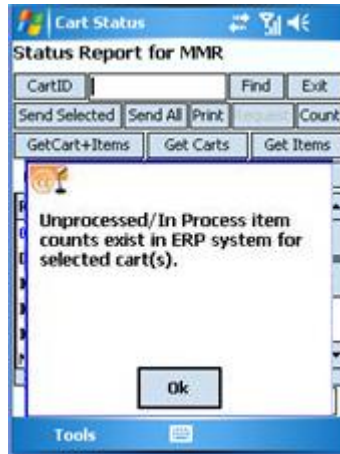 Cart Status
Status Report for MMR
CartID Find Exit
Send Selected Send All Print Request Count
GetCart+Items Get Carts Get Items
Unprocessed/In Process item
counts exist in ERP system for
selected cart(s).
Ok
Tools